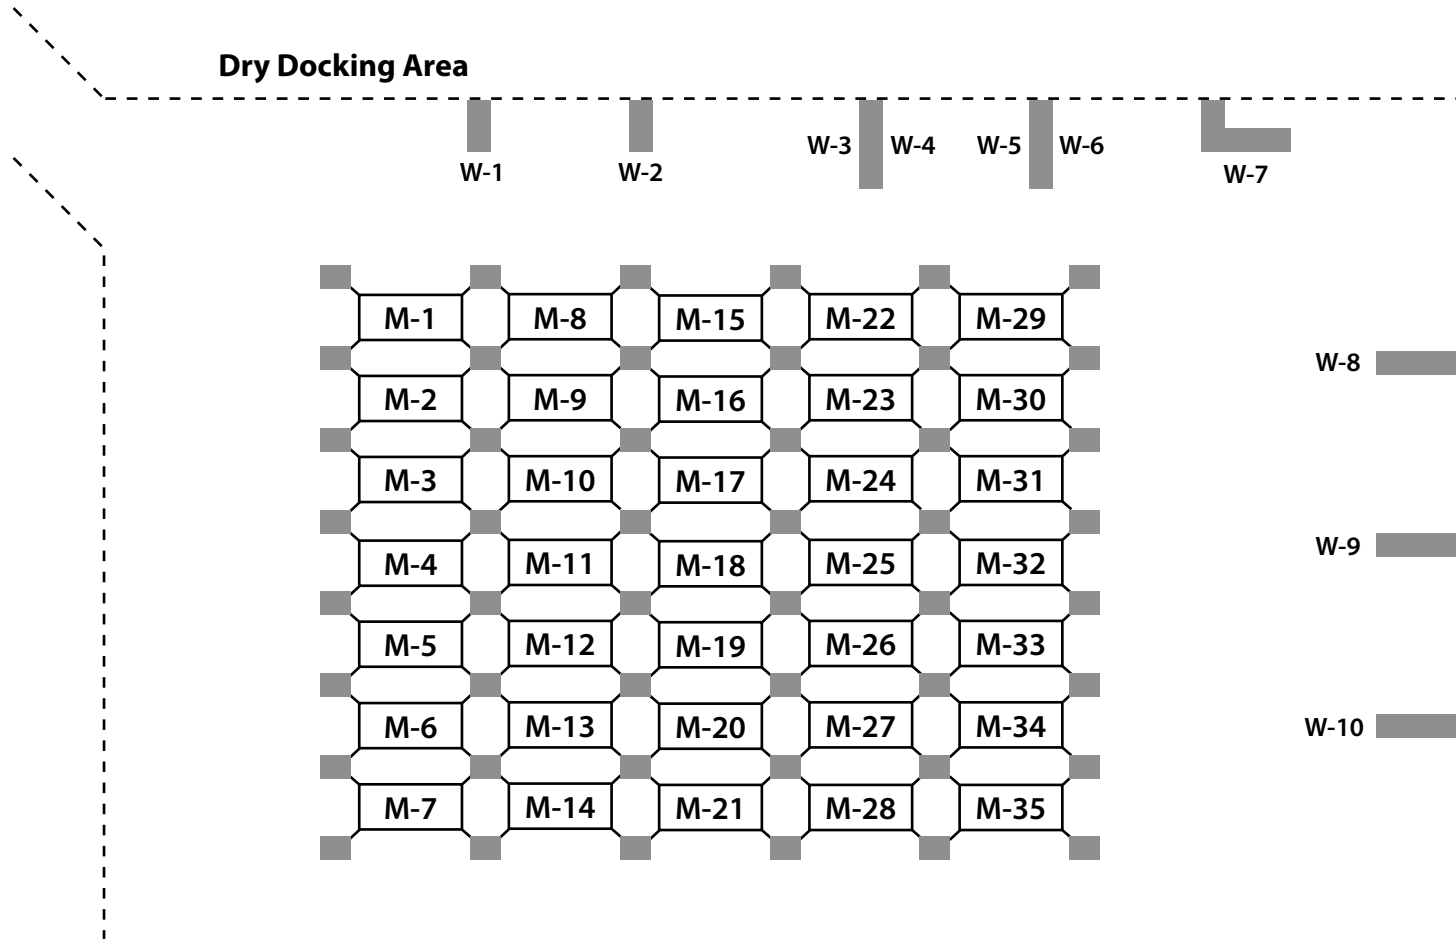 Dry Docking Area
W-3 W-4 W-5 W-6
W-1 W-2 W-7
M-1 M-8 M-15 M-22 M-29
W-8
M-2 M-9 M-16 M-23 M-30
M-3 M-10 M-17 M-24 M-31
W-9
M-4 M-11 M-18 M-25 M-32
M-5 M-12 M-19 M-26 M-33
M-6 M-13 M-20 M-27 M-34
W-10
M-7 M-14 M-21 M-28 M-35